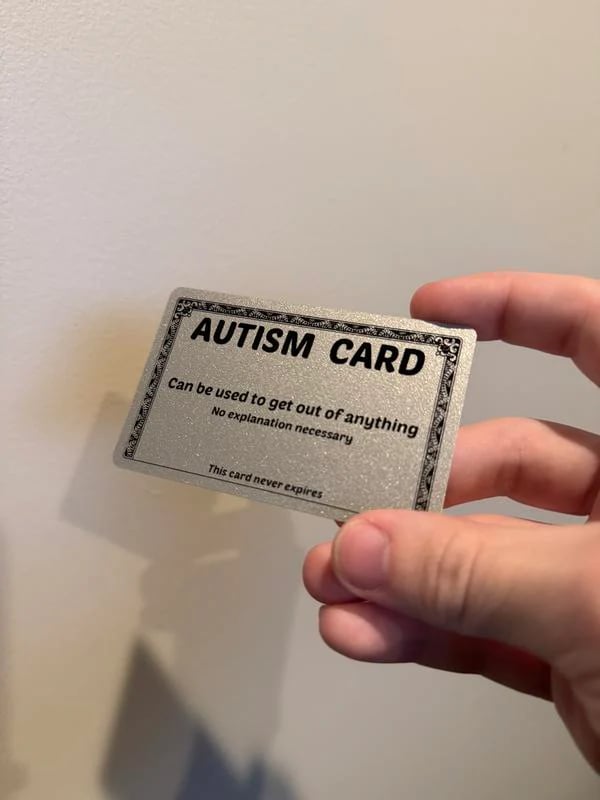 AUTISM CARD
Can be used to get out of anything
No explanation necessary
This card never expires